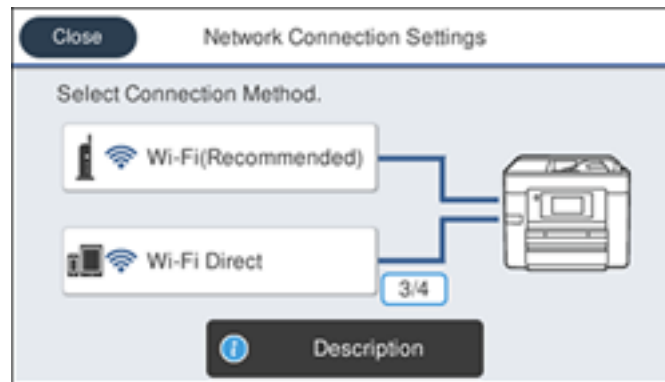 Close
Network Connection Settings
Select Connection Method.
Wi-Fi(Recommended)
Wi-Fi Direct
3/4
i
Description